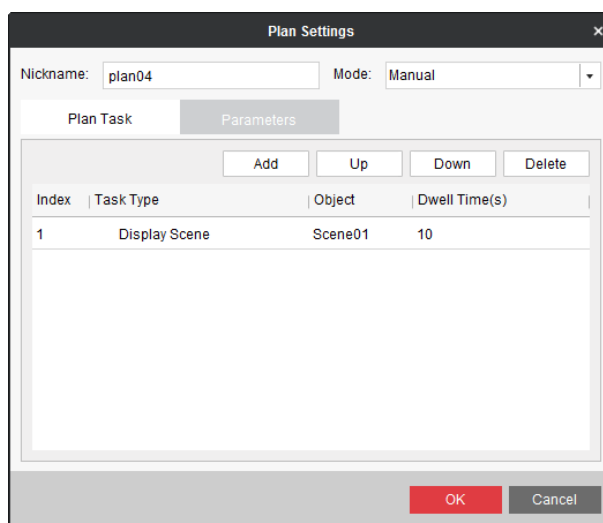 Plan Settings
Nickname: plan04 Mode: Manual
Plan Task Parameters
Add Up Down Delete
Index Task Type Object Dwell Time(s)
1 Display Scene Scene01 10
OK Cancel